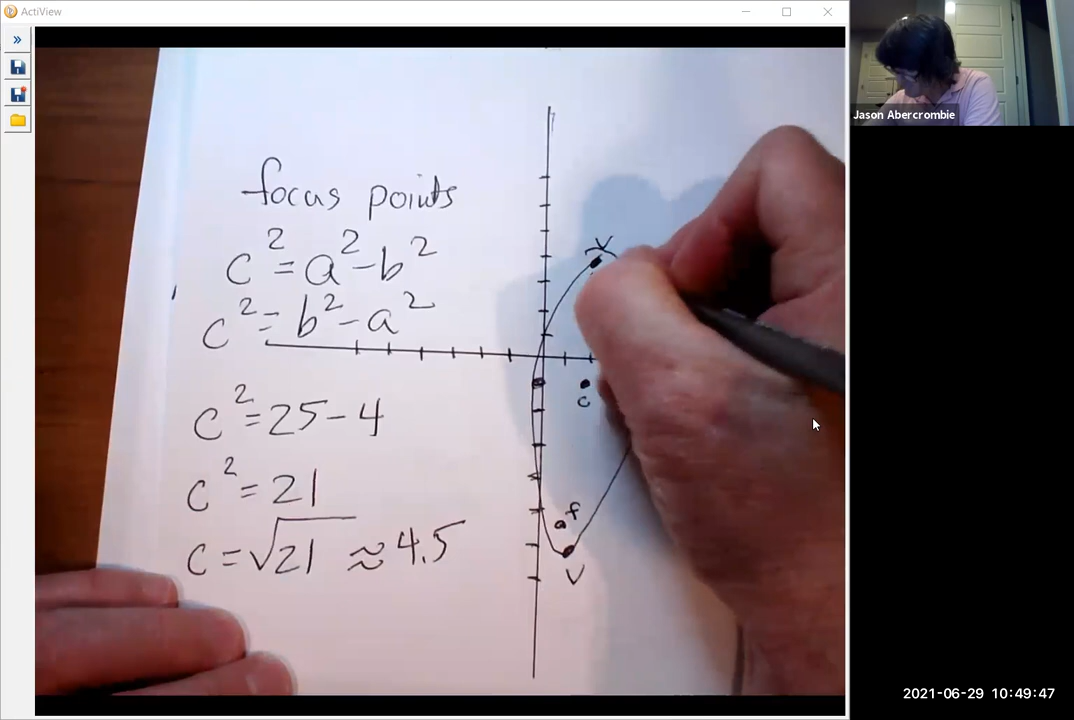 ActiView
Jason Abercrombie
focus points
c² = a² - b²
c² = b² - a²
c² = 25 - 4
c² = 21
c = √21 ≈ 4.5
V
c
f
V
2021-06-29 10:49:47